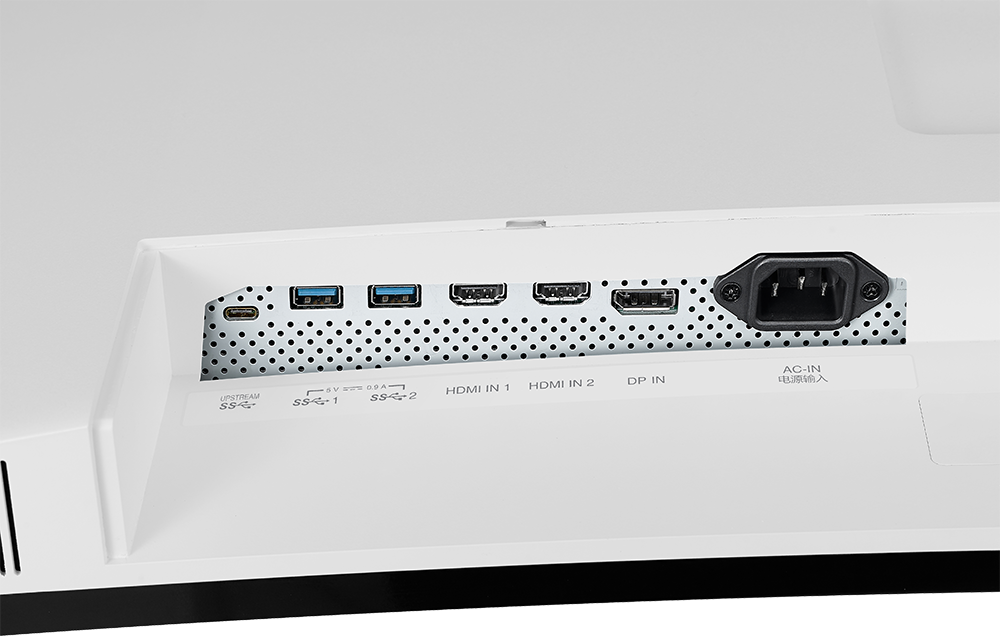 UPSTREAM
SS
5 V 0.9 A
SS 1
SS 2
HDMI IN 1
HDMI IN 2
DP IN
AC-IN
电源输入